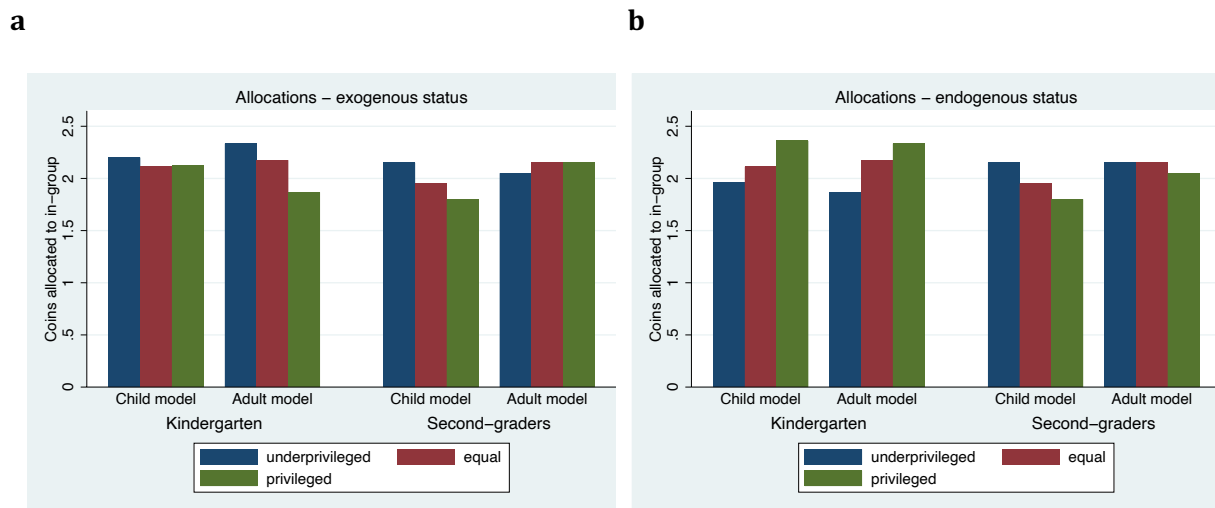 a
Allocations – exogenous status
Coins allocated to in-group
2.5
2
1.5
1
.5
0
Child model
Adult model
Child model
Adult model
Kindergarten
Second-graders
underprivileged
equal
privileged
b
Allocations – endogenous status
Coins allocated to in-group
2.5
2
1.5
1
.5
0
Child model
Adult model
Child model
Adult model
Kindergarten
Second-graders
underprivileged
equal
privileged